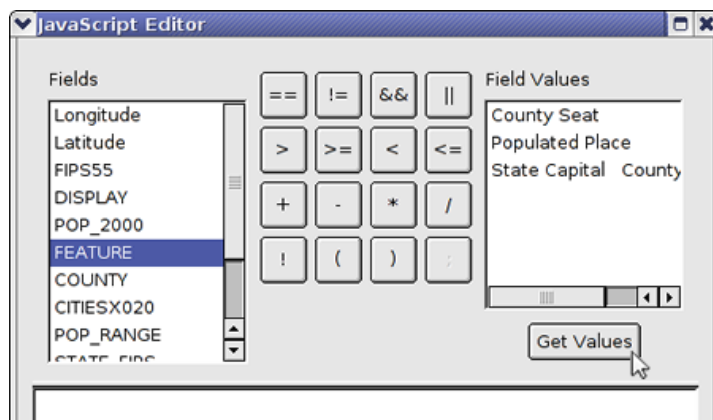 JavaScript Editor
Fields
Longitude
Latitude
FIPS55
DISPLAY
POP_2000
FEATURE
COUNTY
CITIESX020
POP_RANGE
STATE_FIPS
== != && ||
> >= < <=
+ - * /
! ( ) ;
Field Values
County Seat
Populated Place
State Capital County
Get Values